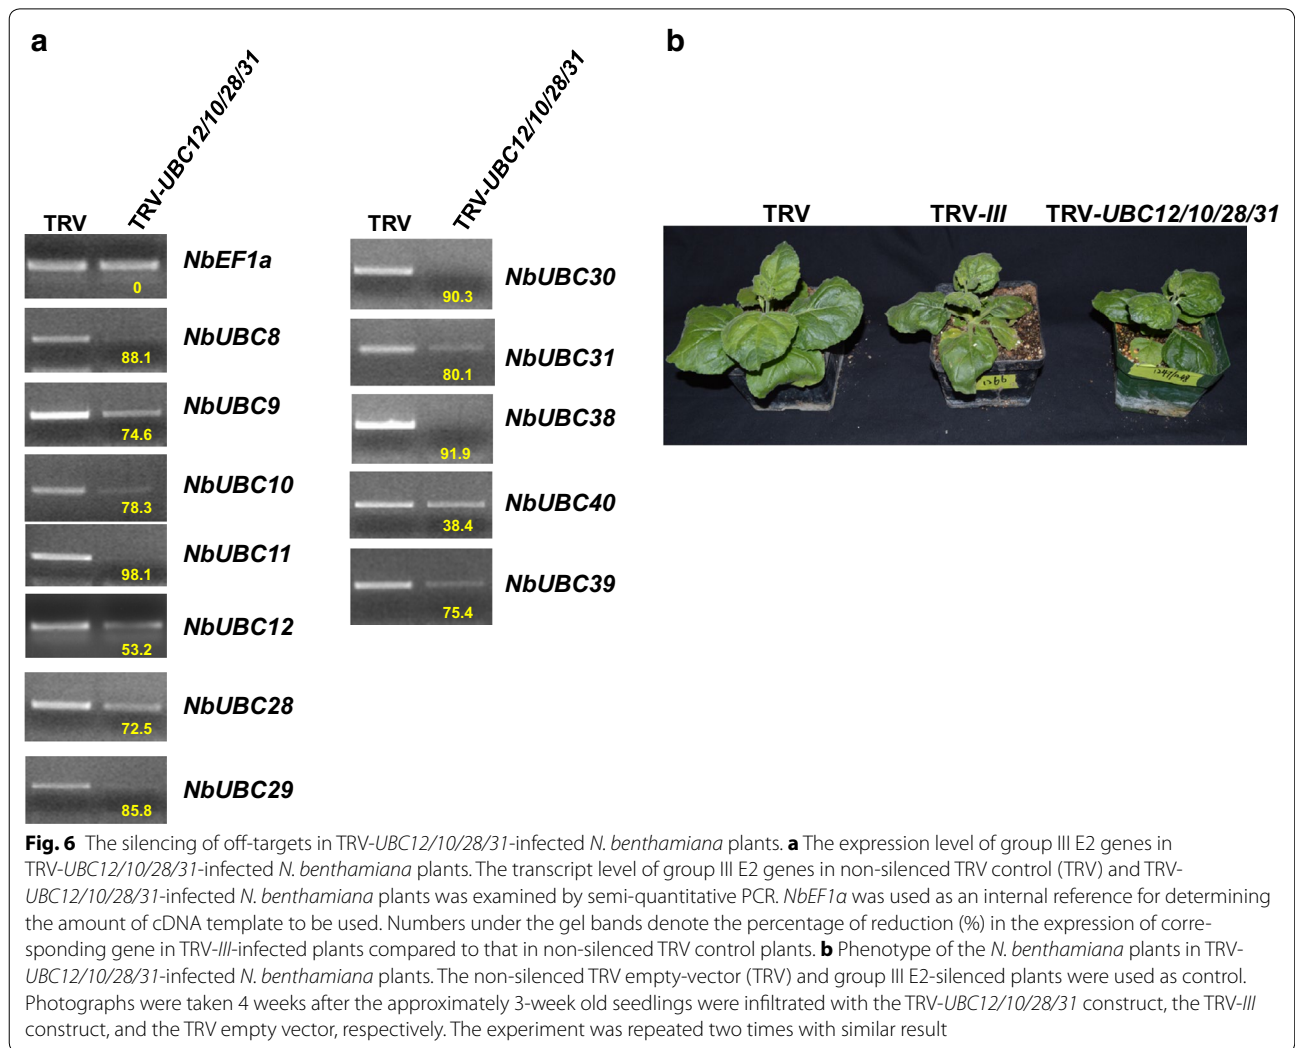 a
TRV
TRV-UBC12/10/28/31
NbEF1a
0
NbUBC8
88.1
NbUBC9
74.6
NbUBC10
78.3
NbUBC11
98.1
NbUBC12
53.2
NbUBC28
72.5
NbUBC29
85.8
TRV
TRV-UBC12/10/28/31
NbUBC30
90.3
NbUBC31
80.1
NbUBC38
91.9
NbUBC40
38.4
NbUBC39
75.4
b
TRV TRV-III TRV-UBC12/10/28/31
Fig. 6 The silencing of off-targets in TRV-UBC12/10/28/31-infected N. benthamiana plants. a The expression level of group III E2 genes in
TRV-UBC12/10/28/31-infected N. benthamiana plants. The transcript level of group III E2 genes in non-silenced TRV control (TRV) and TRV-
UBC12/10/28/31-infected N. benthamiana plants was examined by semi-quantitative PCR. NbEF1α was used as an internal reference for determining
the amount of cDNA template to be used. Numbers under the gel bands denote the percentage of reduction (%) in the expression of corre-
sponding gene in TRV-III-infected plants compared to that in non-silenced TRV control plants. b Phenotype of the N. benthamiana plants in TRV-
UBC12/10/28/31-infected N. benthamiana plants. The non-silenced TRV empty-vector (TRV) and group III E2-silenced plants were used as control.
Photographs were taken 4 weeks after the approximately 3-week old seedlings were infiltrated with the TRV-UBC12/10/28/31 construct, the TRV-III
construct, and the TRV empty vector, respectively. The experiment was repeated two times with similar result